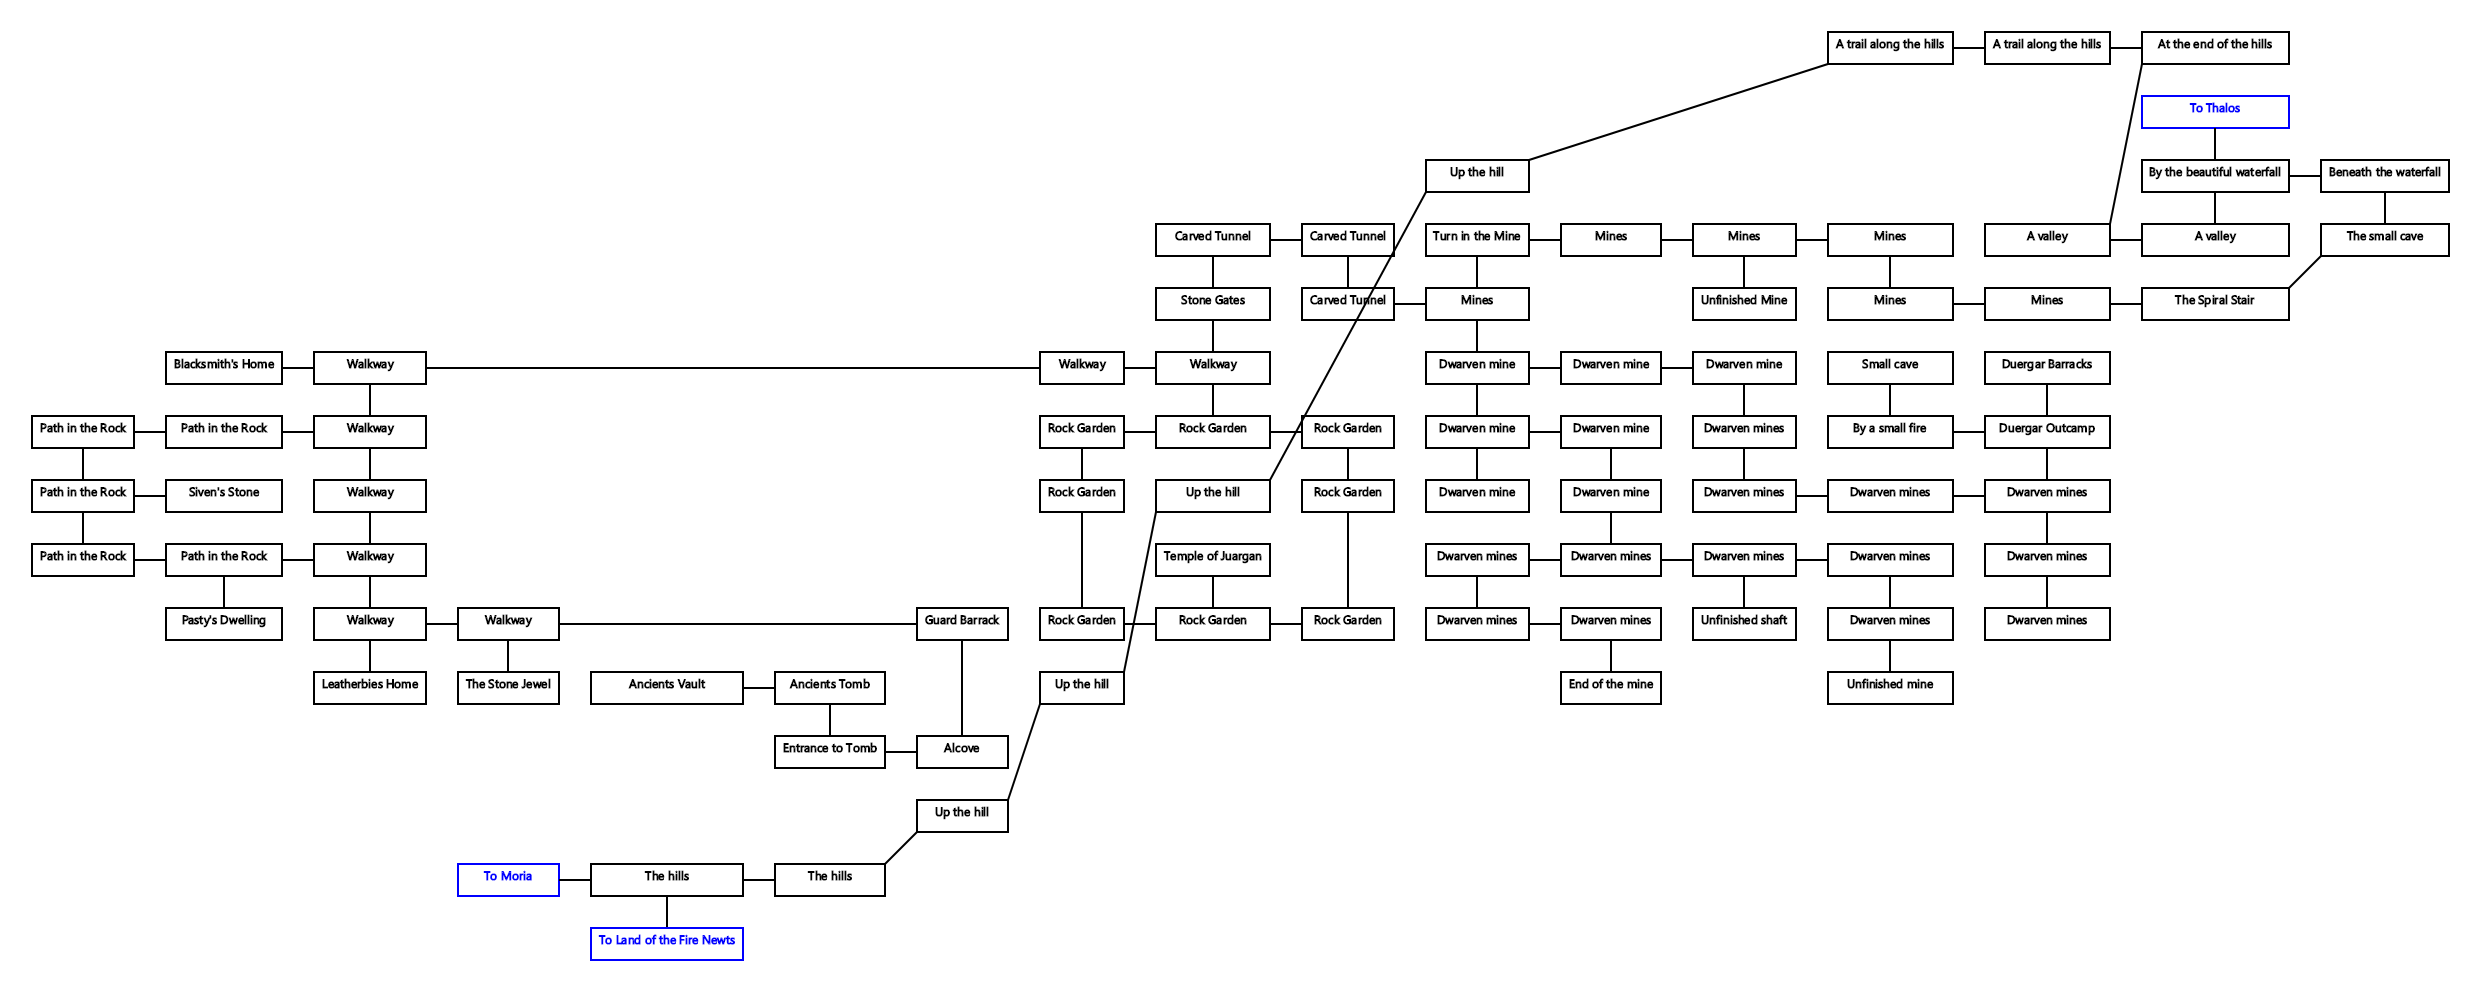 A trail along the hills
A trail along the hills
At the end of the hills
To Thalos
Up the hill
By the beautiful waterfall
Beneath the waterfall
Carved Tunnel
Carved Tunnel
Turn in the Mine
Mines
Mines
Mines
A valley
A valley
The small cave
Stone Gates
Carved Tunnel
Mines
Unfinished Mine
Mines
Mines
The Spiral Stair
Blacksmith's Home
Walkway
Walkway
Walkway
Dwarven mine
Dwarven mine
Dwarven mine
Small cave
Duergar Barracks
Path in the Rock
Path in the Rock
Walkway
Rock Garden
Rock Garden
Rock Garden
Dwarven mine
Dwarven mine
Dwarven mines
By a small fire
Duergar Outcamp
Path in the Rock
Siven's Stone
Walkway
Rock Garden
Up the hill
Rock Garden
Dwarven mine
Dwarven mine
Dwarven mines
Dwarven mines
Dwarven mines
Path in the Rock
Path in the Rock
Walkway
Temple of Juargan
Dwarven mines
Dwarven mines
Dwarven mines
Dwarven mines
Dwarven mines
Pasty's Dwelling
Walkway
Walkway
Guard Barrack
Rock Garden
Rock Garden
Rock Garden
Dwarven mines
Dwarven mines
Unfinished shaft
Dwarven mines
Dwarven mines
Leatherbies Home
The Stone Jewel
Ancients Vault
Ancients Tomb
Up the hill
End of the mine
Unfinished mine
Entrance to Tomb
Alcove
Up the hill
To Moria
The hills
The hills
To Land of the Fire Newts